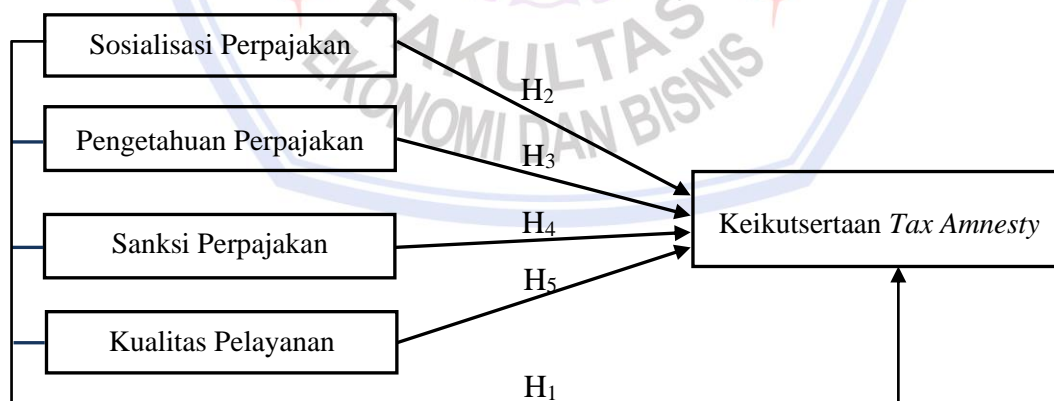 FAKULTAS
EKONOMI DAN BISNIS
Sosialisasi Perpajakan
H₂
Pengetahuan Perpajakan
H₃
Sanksi Perpajakan
H₄
Keikutsertaan Tax Amnesty
H₅
Kualitas Pelayanan
H₁